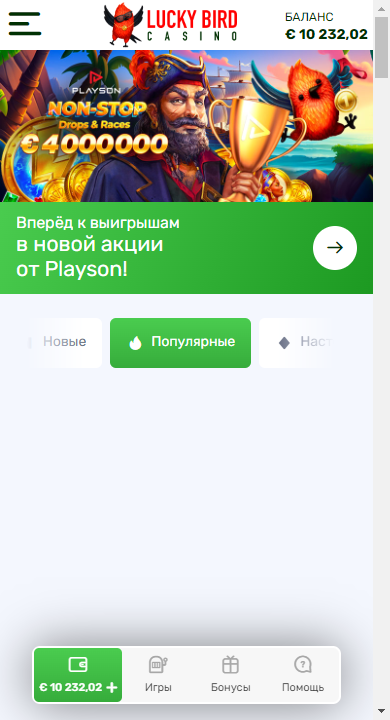 LUCKY BIRD
CASINO
БАЛАНС
€ 10 232,02
PLAYSON
NON-STOP
Drops & Races
€4000000
Вперёд к выигрышам
в новой акции
от Playson!
Новые
Популярные
Наст
€ 10 232,02
Игры
Бонусы
Помощь